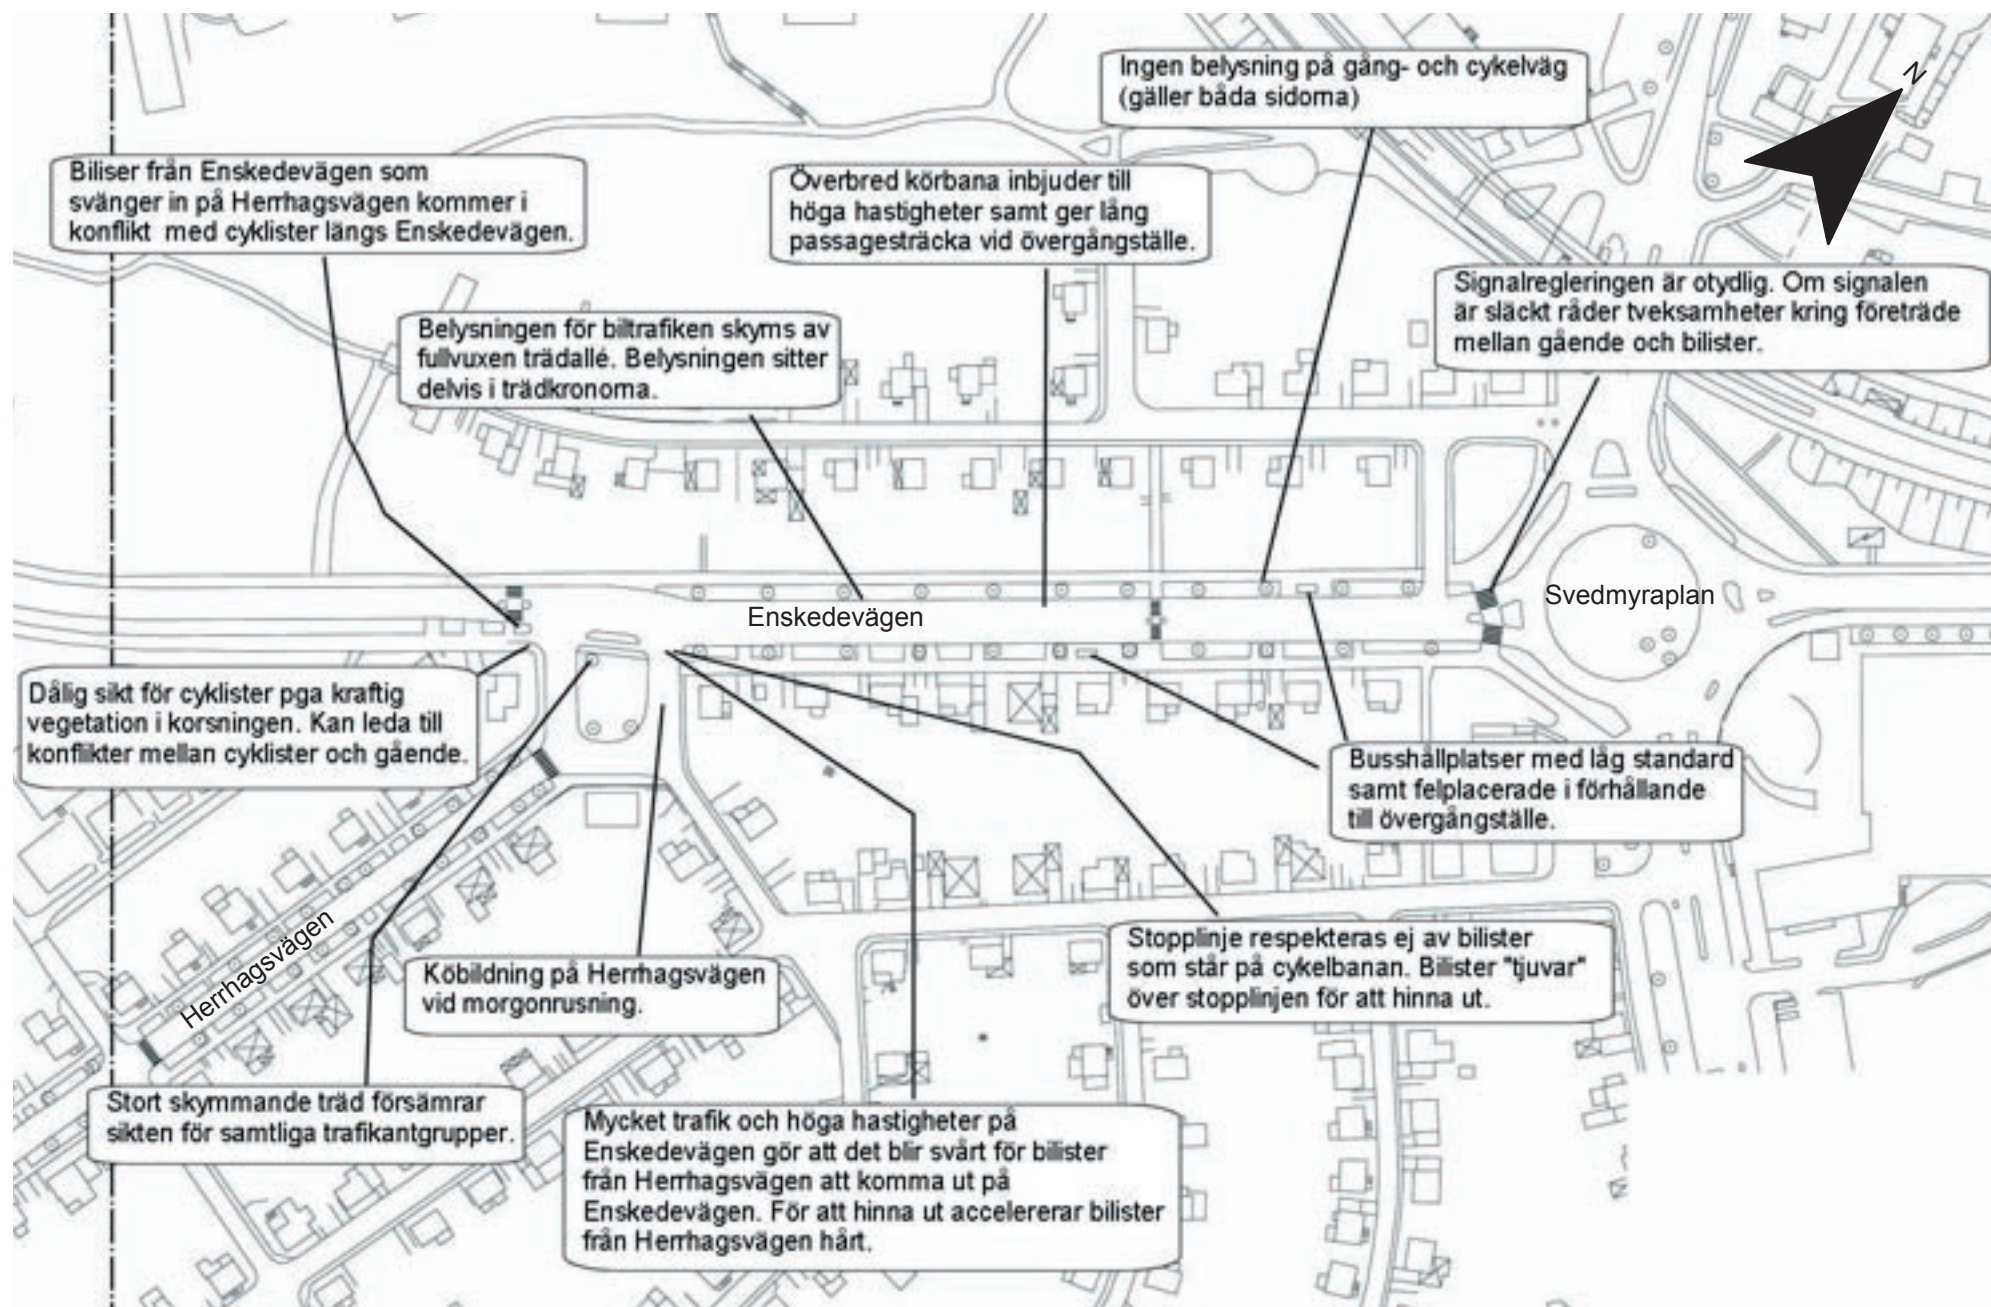 Ingen belysning på gång- och cykelväg
(gäller båda sidorna)
N
Biliser från Enskedevägen som
svänger in på Herrhagsvägen kommer i
konflikt med cyklister längs Enskedevägen.
Överbred körbana inbjuder till
höga hastigheter samt ger lång
passagesträcka vid övergångställe.
Signalregleringen är otydlig. Om signalen
är släckt råder tveksamheter kring företräde
mellan gående och bilister.
Belysningen för biltrafiken skyms av
fullvuxen trädallé. Belysningen sitter
delvis i trädkronorna.
Enskedevägen
Svedmyraplan
Dålig sikt för cyklister pga kraftig
vegetation i korsningen. Kan leda till
konflikter mellan cyklister och gående.
Busshållplatser med låg standard
samt felplacerade i förhållande
till övergångställe.
Herrhagsvägen
Köbildning på Herrhagsvägen
vid morgonrusning.
Stopplinje respekteras ej av bilister
som står på cykelbanan. Bilister "tjuvar"
över stopplinjen för att hinna ut.
Stort skymmande träd försämrar
sikten för samtliga trafikantgrupper.
Mycket trafik och höga hastigheter på
Enskedevägen gör att det blir svårt för bilister
från Herrhagsvägen att komma ut på
Enskedevägen. För att hinna ut accelererar bilister
från Herrhagsvägen hårt.